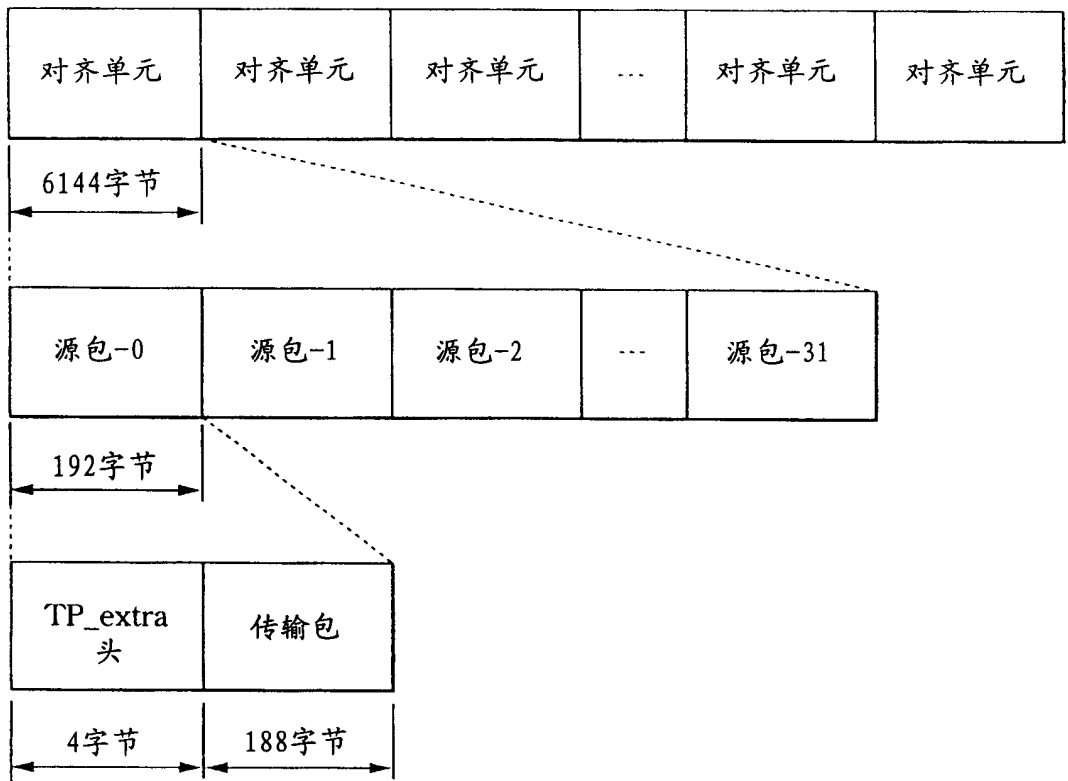 对齐单元 对齐单元 对齐单元 ... 对齐单元 对齐单元
6144字节
源包-0 源包-1 源包-2 ... 源包-31
192字节
TP_extra
头 传输包
4字节 188字节